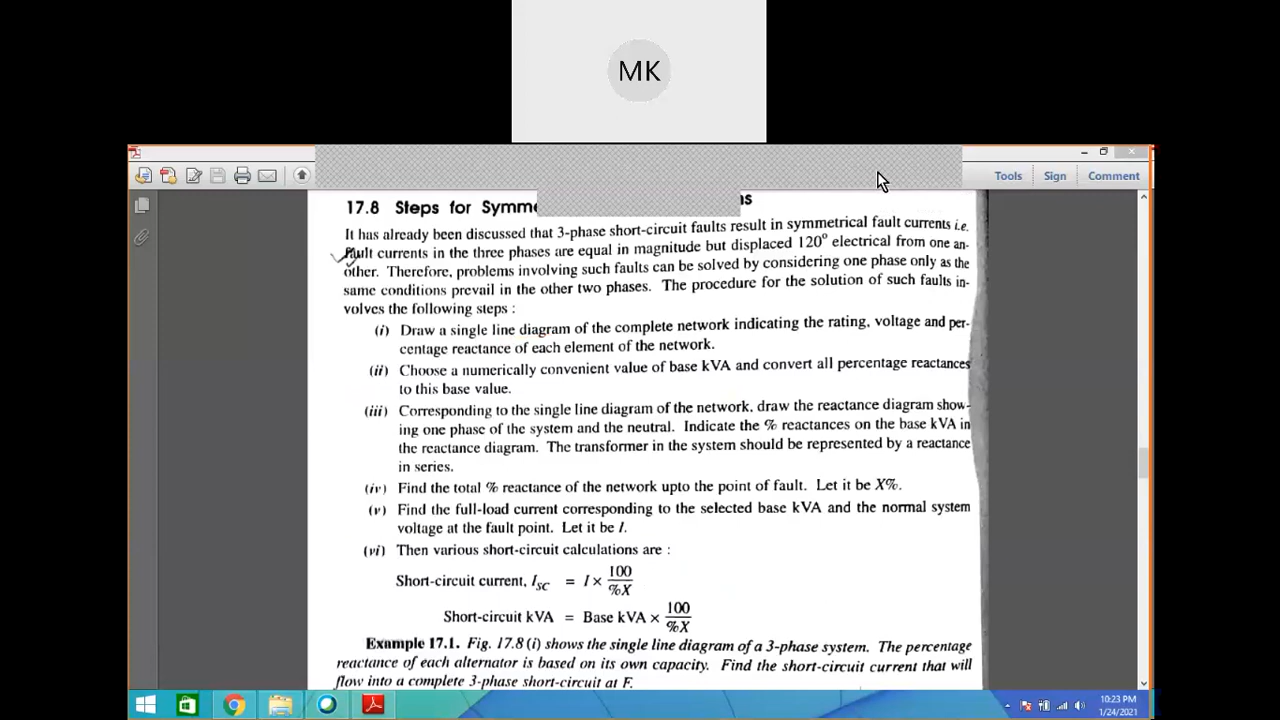 MK
Tools Sign Comment
17.8 Steps for Symme
It has already been discussed that 3-phase short-circuit faults result in symmetrical fault currents i.e.
fault currents in the three phases are equal in magnitude but displaced 120° electrical from one an-
other. Therefore, problems involving such faults can be solved by considering one phase only as the
same conditions prevail in the other two phases. The procedure for the solution of such faults in-
volves the following steps :
(i) Draw a single line diagram of the complete network indicating the rating, voltage and per-
centage reactance of each element of the network.
(ii) Choose a numerically convenient value of base kVA and convert all percentage reactances
to this base value.
(iii) Corresponding to the single line diagram of the network, draw the reactance diagram show-
ing one phase of the system and the neutral. Indicate the % reactances on the base kVA in
the reactance diagram. The transformer in the system should be represented by a reactance
in series.
(iv) Find the total % reactance of the network upto the point of fault. Let it be X%.
(v) Find the full-load current corresponding to the selected base kVA and the normal system
voltage at the fault point. Let it be I.
(vi) Then various short-circuit calculations are :
Short-circuit current, I_SC = I × 100/%X
Short-circuit kVA = Base kVA × 100/%X
Example 17.1. Fig. 17.8 (i) shows the single line diagram of a 3-phase system. The percentage
reactance of each alternator is based on its own capacity. Find the short-circuit current that will
flow into a complete 3-phase short-circuit at F.
10:23 PM
1/24/2021